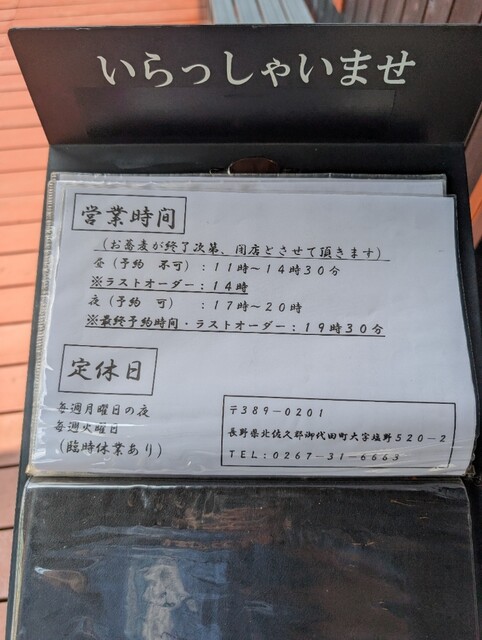 いらっしゃいませ
営業時間
(お蕎麦が終了次第、閉店とさせて頂きます)
昼(予約 不可):11時~14時30分
※ラストオーダー:14時
夜(予約 可) :17時~20時
※最終予約時間・ラストオーダー:19時30分
定休日
毎週月曜日の夜
毎週火曜日
(臨時休業あり)
〒389-0201
長野県北佐久郡御代田町大字塩野520-2
TEL:0267-31-6663